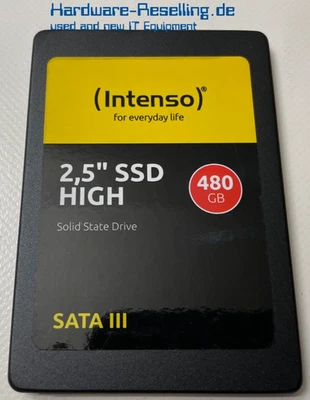 Hardware-Reselling.de
used and new IT Equipment
(Intenso)®
for everyday life
2,5" SSD
HIGH
480
GB
Solid State Drive
SATA III